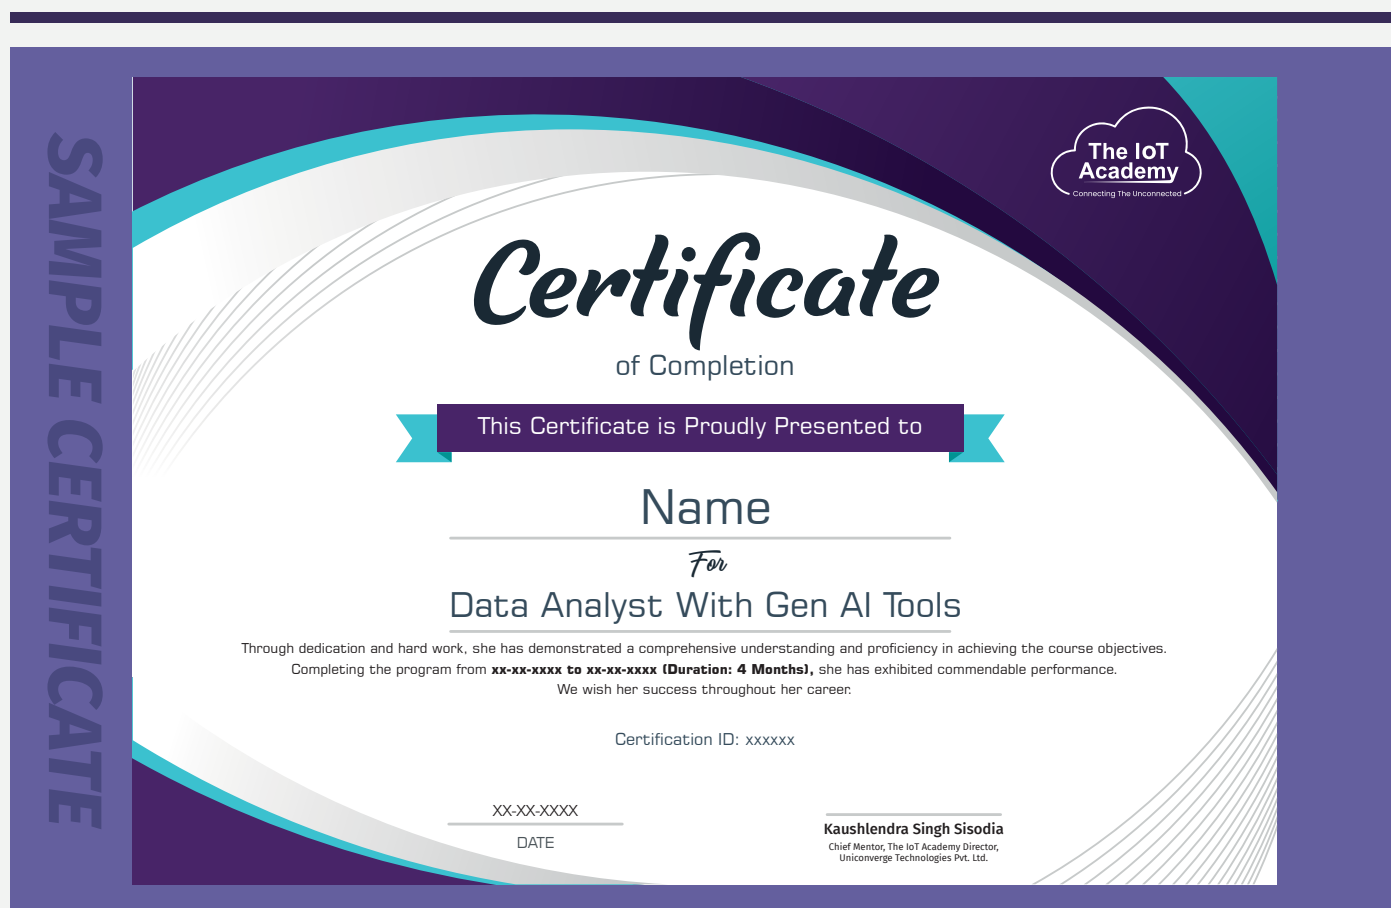 SAMPLE CERTIFICATE
The IoT
Academy
Connecting The Unconnected
Certificate
of Completion
This Certificate is Proudly Presented to
Name
For
Data Analyst With Gen AI Tools
Through dedication and hard work, she has demonstrated a comprehensive understanding and proficiency in achieving the course objectives.
Completing the program from xx-xx-xxxx to xx-xx-xxxx (Duration: 4 Months), she has exhibited commendable performance.
We wish her success throughout her career.
Certification ID: xxxxxx
XX-XX-XXXX
DATE
Kaushlendra Singh Sisodia
Chief Mentor, The IoT Academy Director,
Uniconverge Technologies Pvt. Ltd.